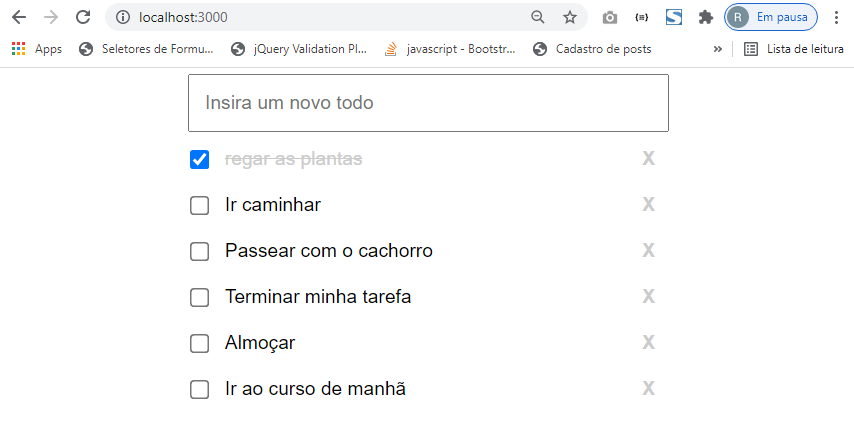 localhost:3000
R Em pausa
Apps Seletores de Formu... jQuery Validation Pl... javascript - Bootstr... Cadastro de posts » Lista de leitura
Insira um novo todo
regar as plantas X
Ir caminhar X
Passear com o cachorro X
Terminar minha tarefa X
Almoçar X
Ir ao curso de manhã X